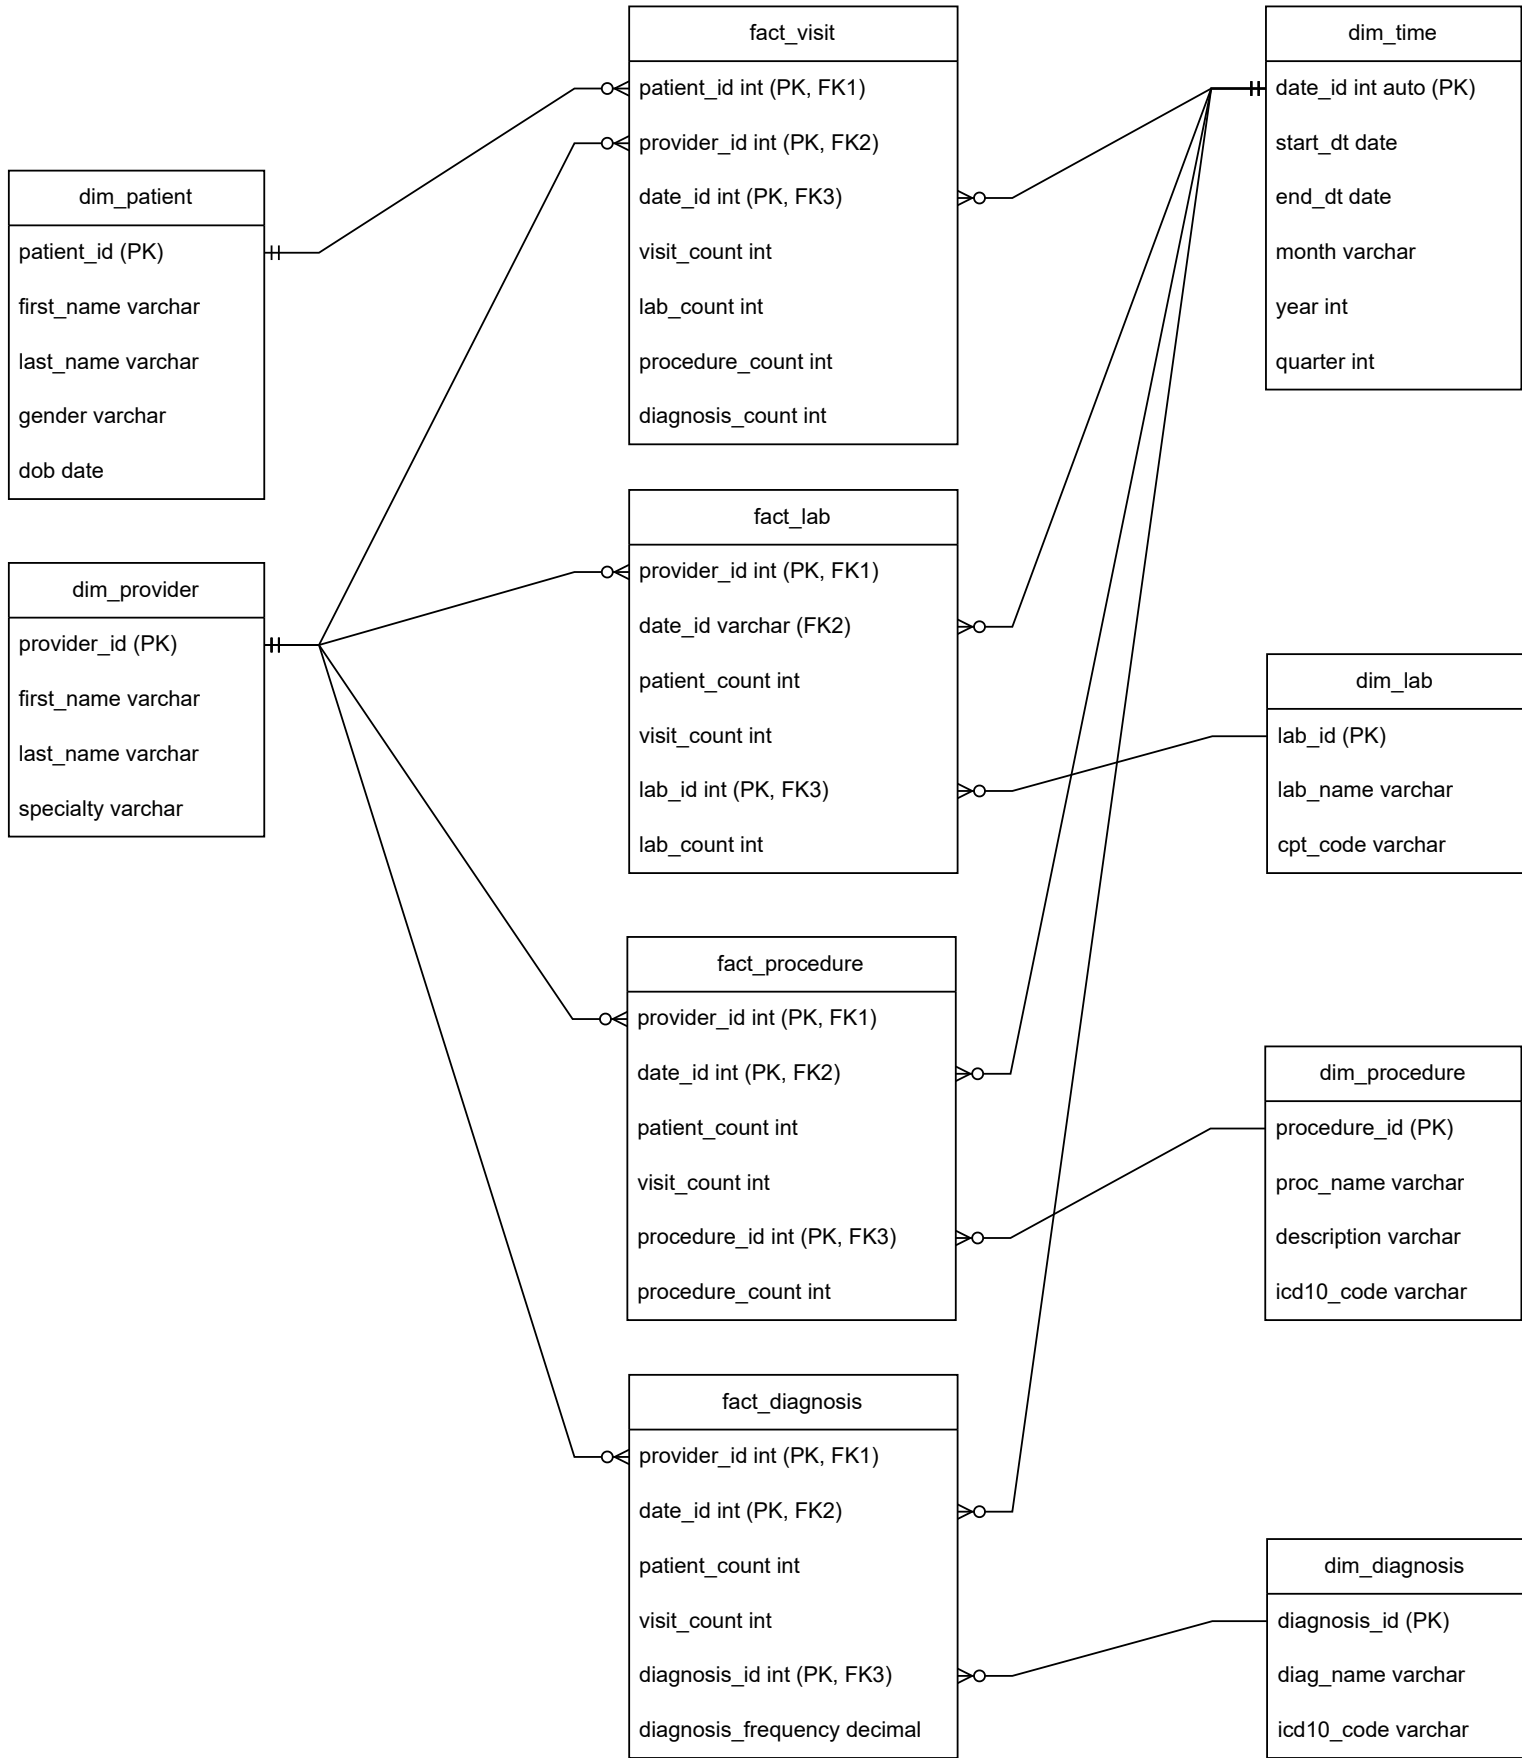 fact_visit
patient_id int (PK, FK1)
provider_id int (PK, FK2)
date_id int (PK, FK3)
visit_count int
lab_count int
procedure_count int
diagnosis_count int
dim_time
date_id int auto (PK)
start_dt date
end_dt date
month varchar
year int
quarter int
dim_patient
patient_id (PK)
first_name varchar
last_name varchar
gender varchar
dob date
fact_lab
provider_id int (PK, FK1)
date_id varchar (FK2)
patient_count int
visit_count int
lab_id int (PK, FK3)
lab_count int
dim_provider
provider_id (PK)
first_name varchar
last_name varchar
specialty varchar
dim_lab
lab_id (PK)
lab_name varchar
cpt_code varchar
fact_procedure
provider_id int (PK, FK1)
date_id int (PK, FK2)
patient_count int
visit_count int
procedure_id int (PK, FK3)
procedure_count int
dim_procedure
procedure_id (PK)
proc_name varchar
description varchar
icd10_code varchar
fact_diagnosis
provider_id int (PK, FK1)
date_id int (PK, FK2)
patient_count int
visit_count int
diagnosis_id int (PK, FK3)
diagnosis_frequency decimal
dim_diagnosis
diagnosis_id (PK)
diag_name varchar
icd10_code varchar